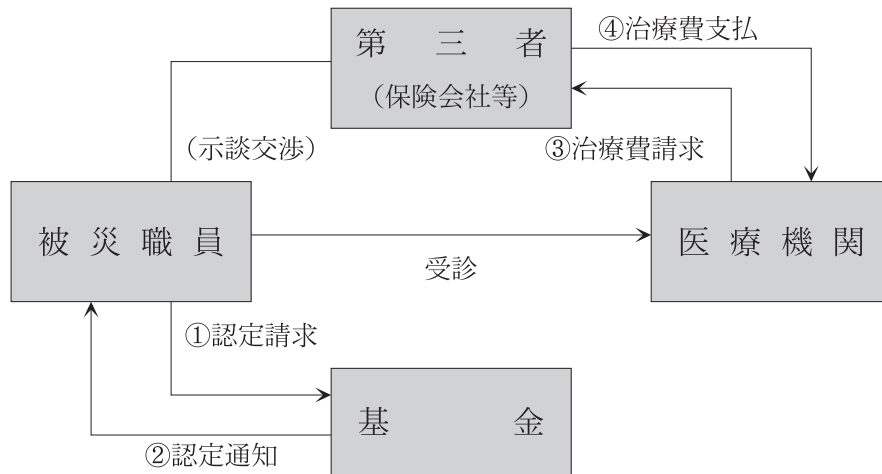 第三者
④治療費支払
（保険会社等）
（示談交渉）
③治療費請求
被災職員
医療機関
受診
①認定請求
基金
②認定通知